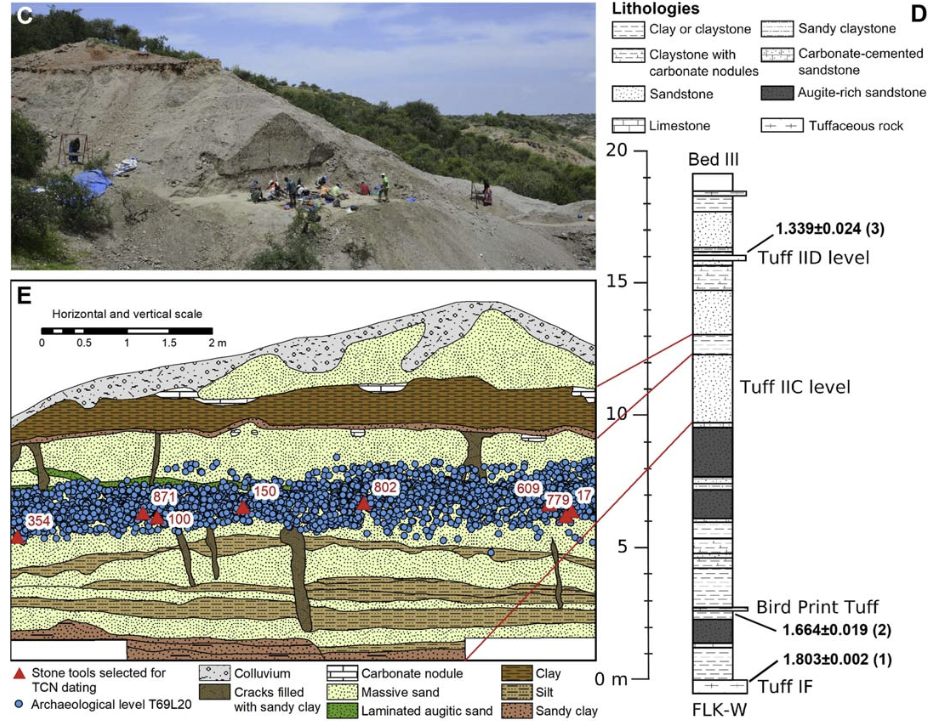 C
Lithologies
D
Clay or claystone
Sandy claystone
Claystone with
carbonate nodules
Carbonate-cemented
sandstone
Sandstone
Augite-rich sandstone
Limestone
Tuffaceous rock
20
Bed III
1.339±0.024 (3)
Tuff IID level
15
Tuff IIC level
10
5
Bird Print Tuff
1.664±0.019 (2)
1.803±0.002 (1)
0 m
Tuff IF
FLK-W
E
Horizontal and vertical scale
0 0.5 1 1.5 2 m
354
871
100
150
802
609
779
17
Stone tools selected for
TCN dating
Archaeological level T69L20
Colluvium
Cracks filled
with sandy clay
Carbonate nodule
Massive sand
Laminated augitic sand
Clay
Silt
Sandy clay